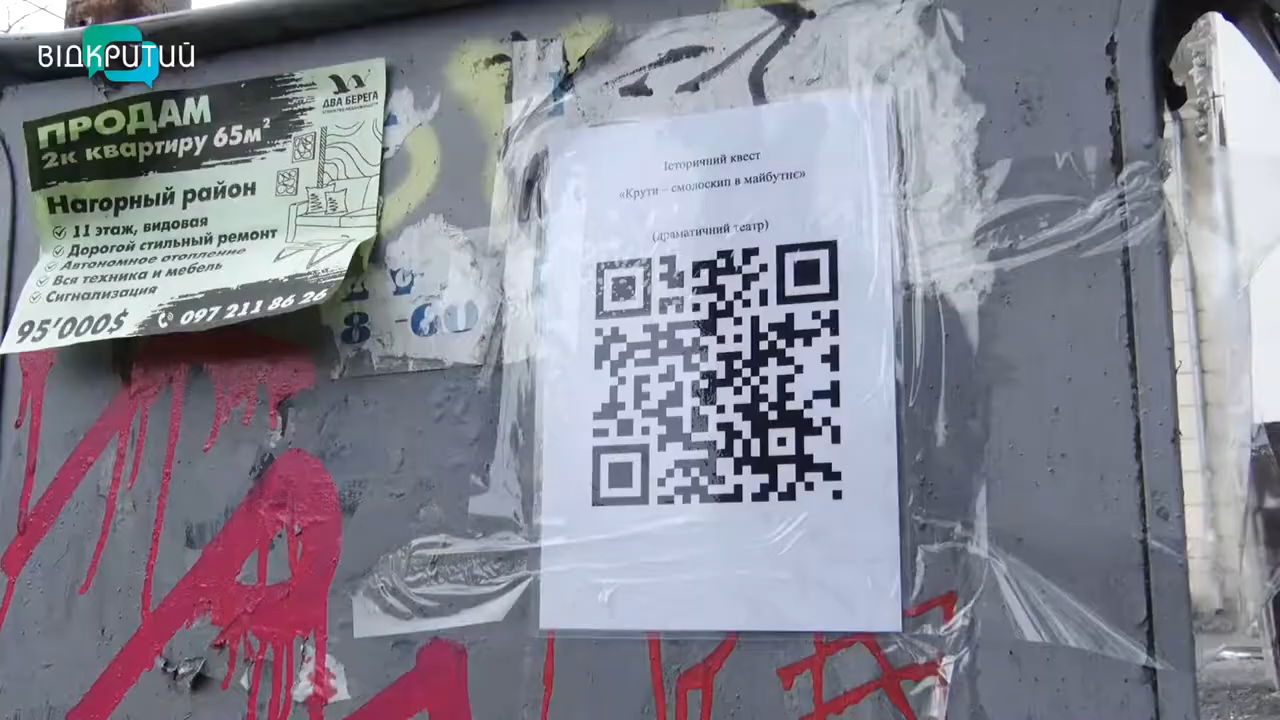 ВІДКРИТИЙ
ДВА БЕРЕГА
ПРОДАМ
2к квартиру 65м²
Нагорный район
11 этаж, видовая
Дорогой стильный ремонт
Автономное отопление
Вся техника и мебель
Сигнализация
95'000$ 097 211 86 26
8 -60
Історичний квест
«Крути – смолоскип в майбутнє»
(драматичний театр)